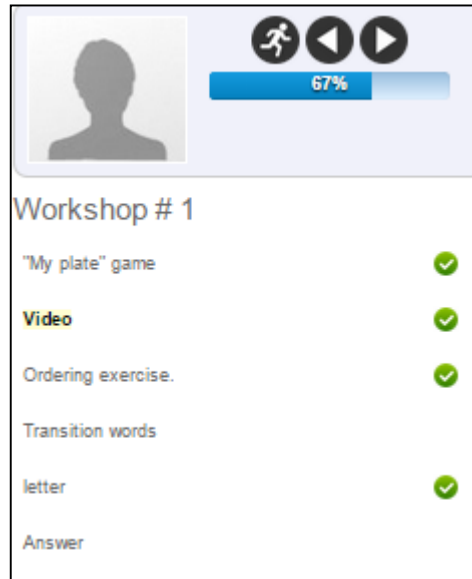 67%
Workshop # 1
"My plate" game
Video
Ordering exercise.
Transition words
letter
Answer